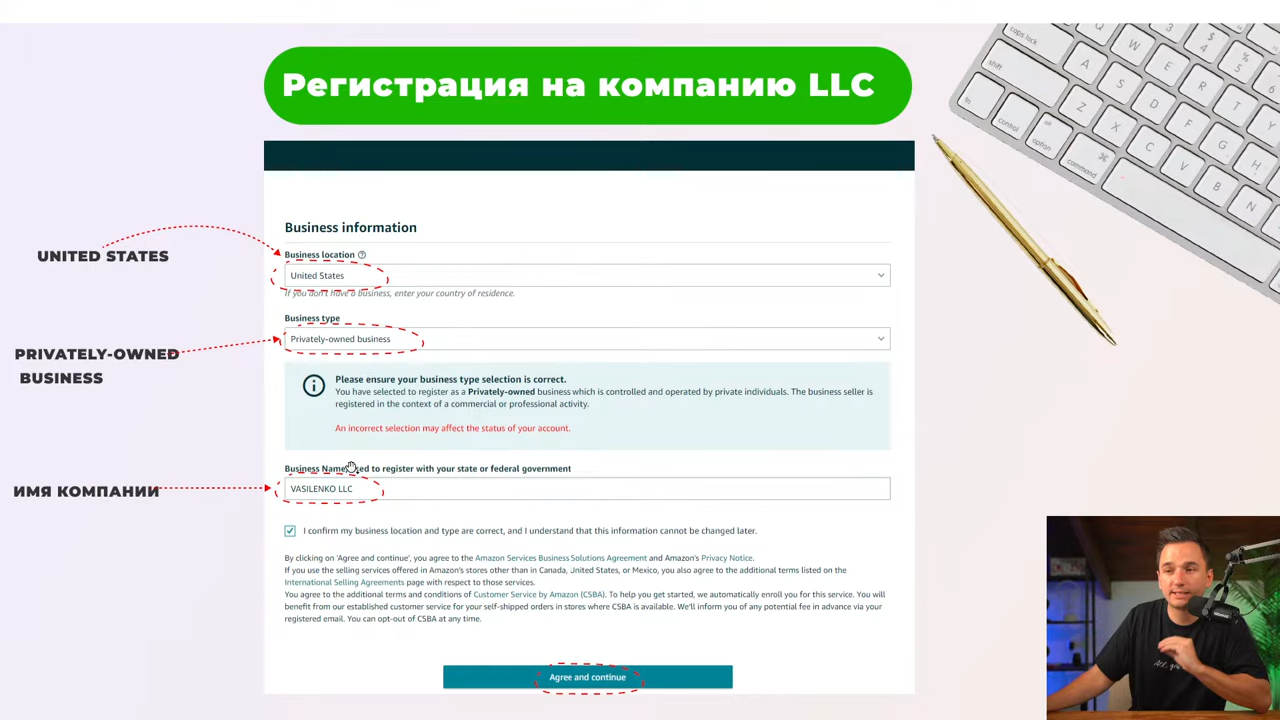 Регистрация на компанию LLC
Business information
Business location
UNITED STATES
United States
If you don't have a business, enter your country of residence.
Business type
PRIVATELY-OWNED
BUSINESS
Privately-owned business
Please ensure your business type selection is correct.
You have selected to register as a Privately-owned business which is controlled and operated by private individuals. The business seller is
registered in the context of a commercial or professional activity.
An incorrect selection may affect the status of your account.
Business Name, used to register with your state or federal government
ИМЯ КОМПАНИИ
VASILENKO LLC
I confirm my business location and type are correct, and I understand that this information cannot be changed later.
By clicking on 'Agree and continue', you agree to the Amazon Services Business Solutions Agreement and Amazon's Privacy Notice.
If you use the selling services offered in Amazon's stores other than in Canada, United States, or Mexico, you also agree to the additional terms listed on the
International Selling Agreements page with respect to those services.
You agree to the additional terms and conditions of Customer Service by Amazon (CSBA). To help you get started, we automatically enroll you for this service. You will
benefit from our established customer service for your self-shipped orders in stores where CSBA is available. We'll inform you of any potential fee in advance via your
registered email. You can opt-out of CSBA at any time.
Agree and continue
caps lock
Q
W
E
R
T
shift
A
S
D
F
G
H
fn
Z
X
C
V
B
N
control
option
command